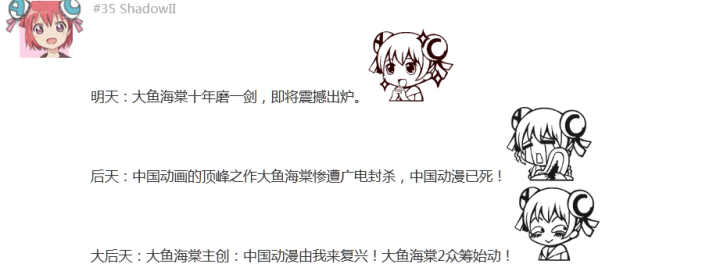 #35 ShadowII
明天：大鱼海棠十年磨一剑，即将震撼出炉。
后天：中国动画的顶峰之作大鱼海棠惨遭广电封杀，中国动漫已死！
大后天：大鱼海棠主创：中国动漫由我来复兴！大鱼海棠2众筹始动！